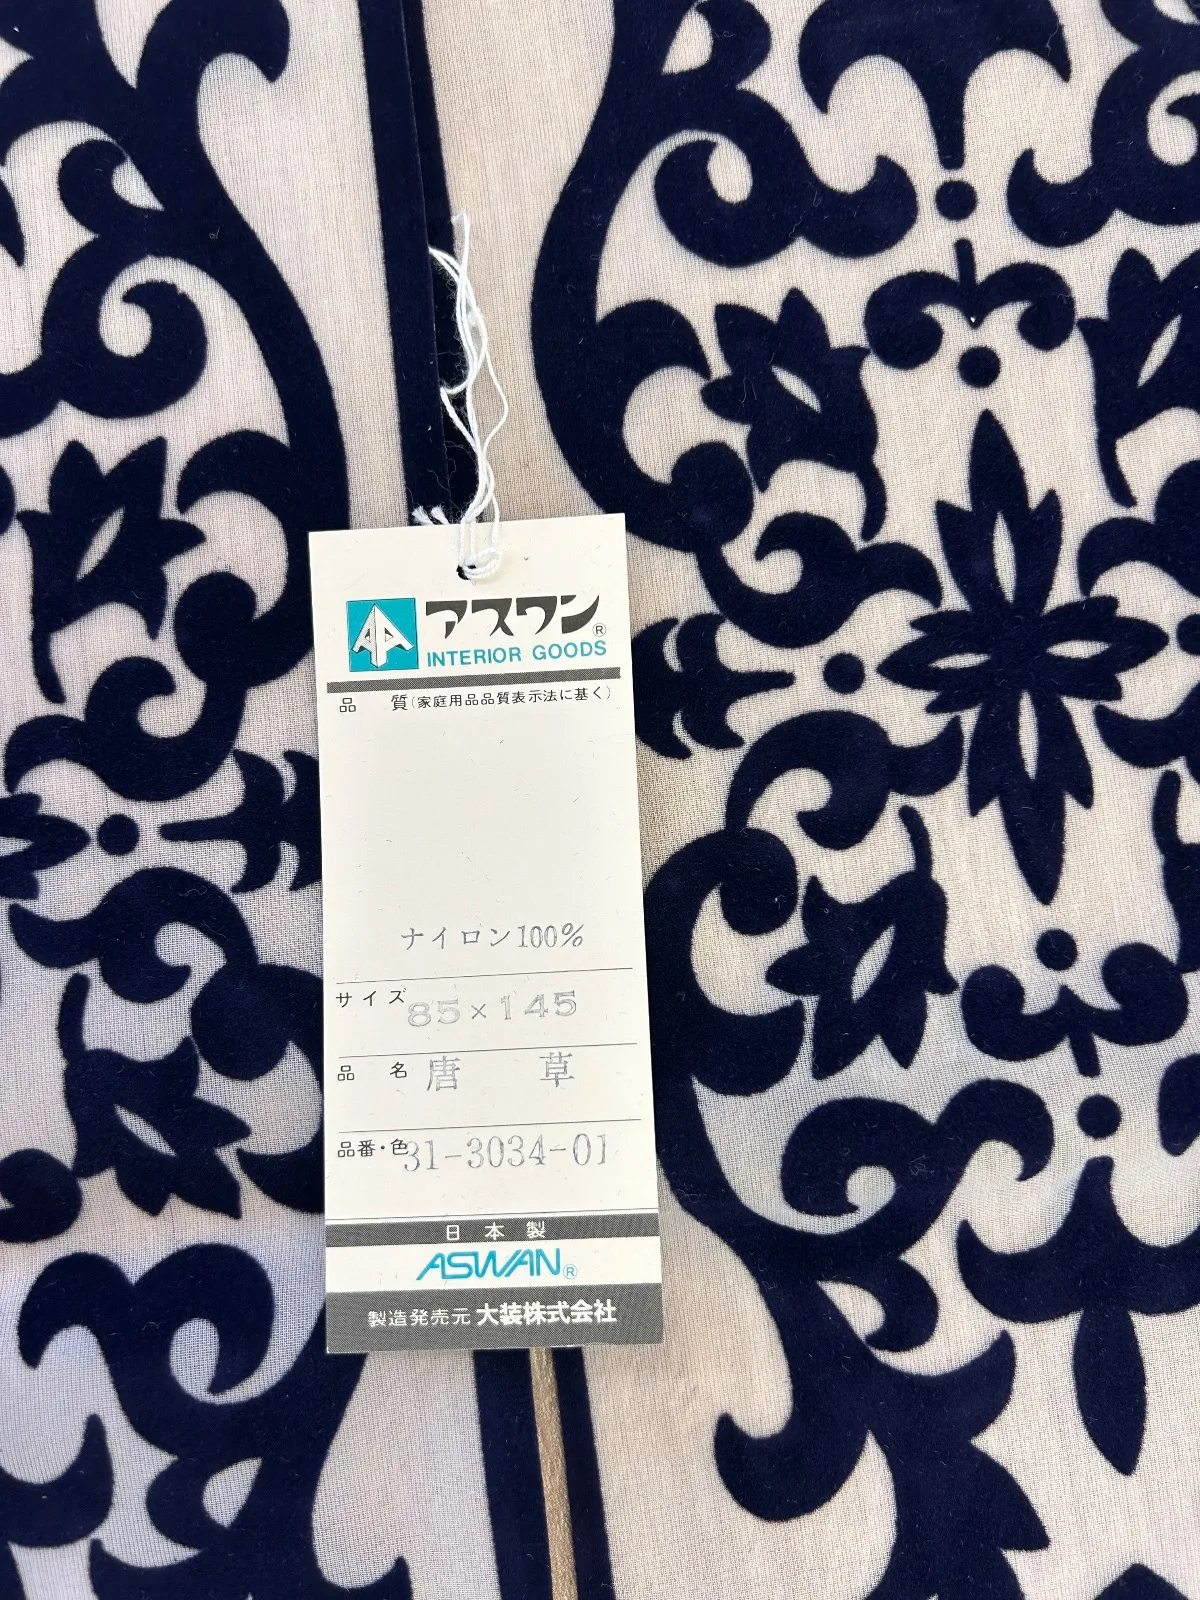 アスワン®
INTERIOR GOODS
品 質(家庭用品品質表示法に基く)
ナイロン100%
サイズ 85×145
品 名 唐 草
品番・色 31-3034-01
日本製
ASWAN®
製造発売元 大装株式会社